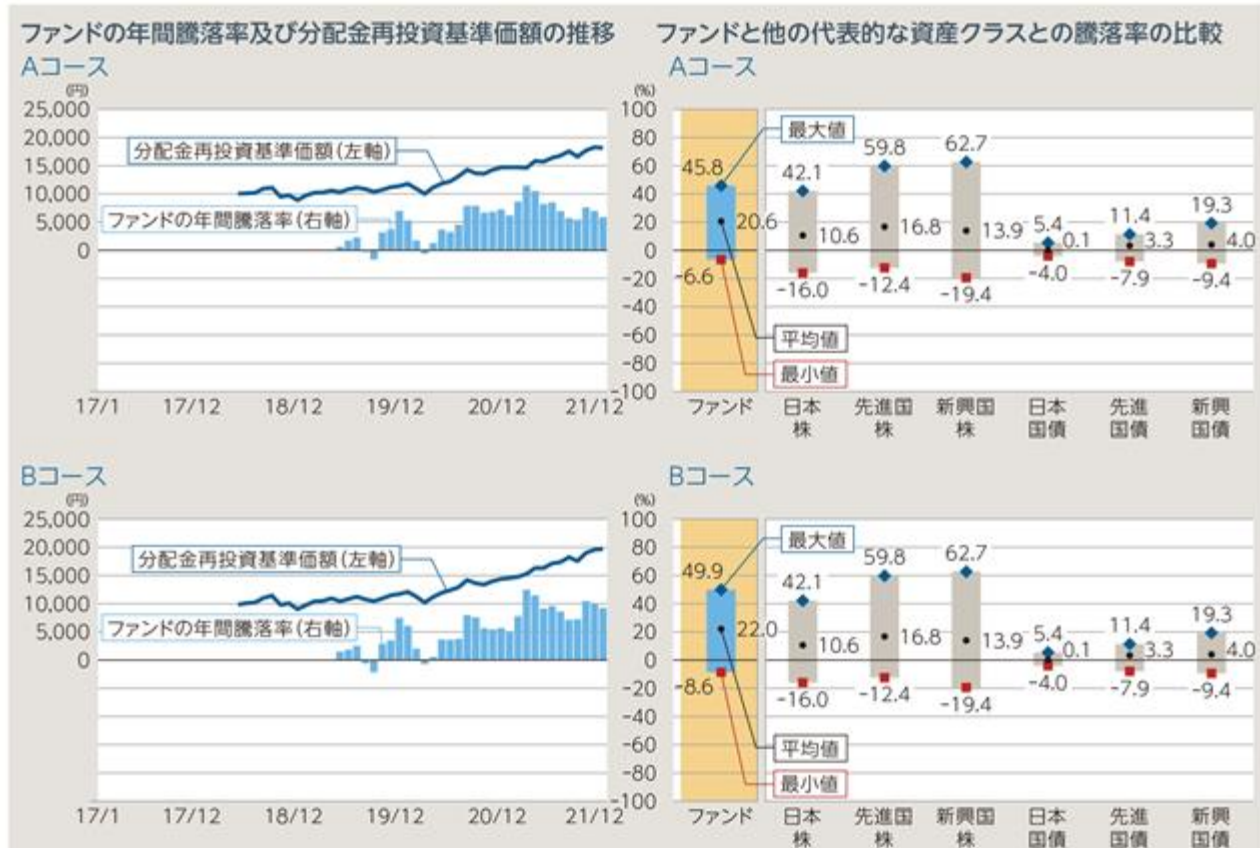 ファンドの年間騰落率及び分配金再投資基準価額の推移
Aコース
(円)
25,000
20,000
15,000
10,000
5,000
0
分配金再投資基準価額(左軸)
ファンドの年間騰落率(右軸)
(%)
100
80
60
40
20
0
-20
-40
-60
-80
-100
17/1 17/12 18/12 19/12 20/12 21/12
ファンドと他の代表的な資産クラスとの騰落率の比較
Aコース
最大値
平均値
最小値
45.8 42.1 59.8 62.7 5.4 11.4 19.3
20.6 10.6 16.8 13.9 0.1 3.3 4.0
-6.6 -16.0 -12.4 -19.4 -4.0 -7.9 -9.4
ファンド 日本株 先進国株 新興国株 日本国債 先進国債 新興国債
Bコース
(円)
25,000
20,000
15,000
10,000
5,000
0
分配金再投資基準価額(左軸)
ファンドの年間騰落率(右軸)
(%)
100
80
60
40
20
0
-20
-40
-60
-80
-100
17/1 17/12 18/12 19/12 20/12 21/12
Bコース
最大値
平均値
最小値
49.9 42.1 59.8 62.7 5.4 11.4 19.3
22.0 10.6 16.8 13.9 0.1 3.3 4.0
-8.6 -16.0 -12.4 -19.4 -4.0 -7.9 -9.4
ファンド 日本株 先進国株 新興国株 日本国債 先進国債 新興国債